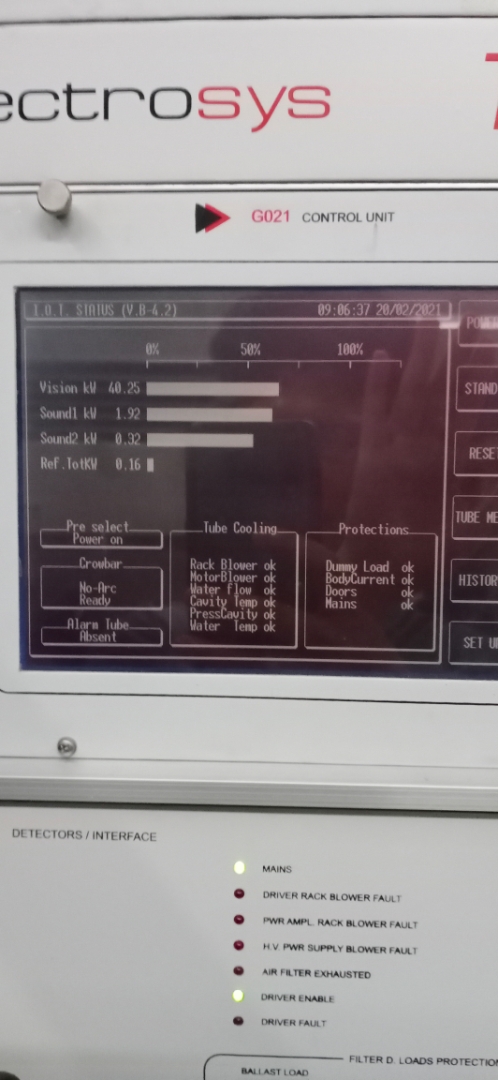 ectrosys
G021 CONTROL UNIT
I.O.T. STATUS (V.B-4.2) 09:06:37 20/02/2021
0% 50% 100%
Vision kW 40.25
Sound1 kW 1.92
Sound2 kW 0.32
Ref.TotKW 0.16
STAND
RESE
TUBE ME
HISTOR
SET U
Pre select
Power on
Crowbar
No-Arc
Ready
Alarm Tube
Absent
Tube Cooling
Rack Blower ok
MotorBlower ok
Water Flow ok
Cavity Temp ok
PressCavity ok
Water Temp ok
Protections
Dummy Load ok
BodyCurrent ok
Doors ok
Mains ok
DETECTORS / INTERFACE
MAINS
DRIVER RACK BLOWER FAULT
PWR AMPL. RACK BLOWER FAULT
H.V. PWR SUPPLY BLOWER FAULT
AIR FILTER EXHAUSTED
DRIVER ENABLE
DRIVER FAULT
FILTER D. LOADS PROTECTION
BALLAST LOAD